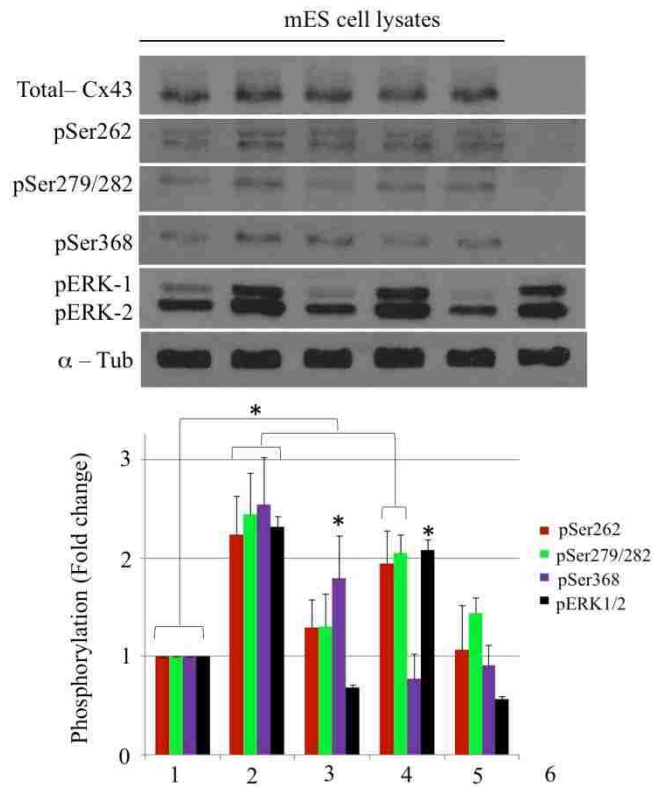 mES cell lysates
Total– Cx43
pSer262
pSer279/282
pSer368
pERK-1
pERK-2
α – Tub
*
3
2
1
0
Phosphorylation (Fold change)
*
*
pSer262
pSer279/282
pSer368
pERK1/2
1 2 3 4 5 6